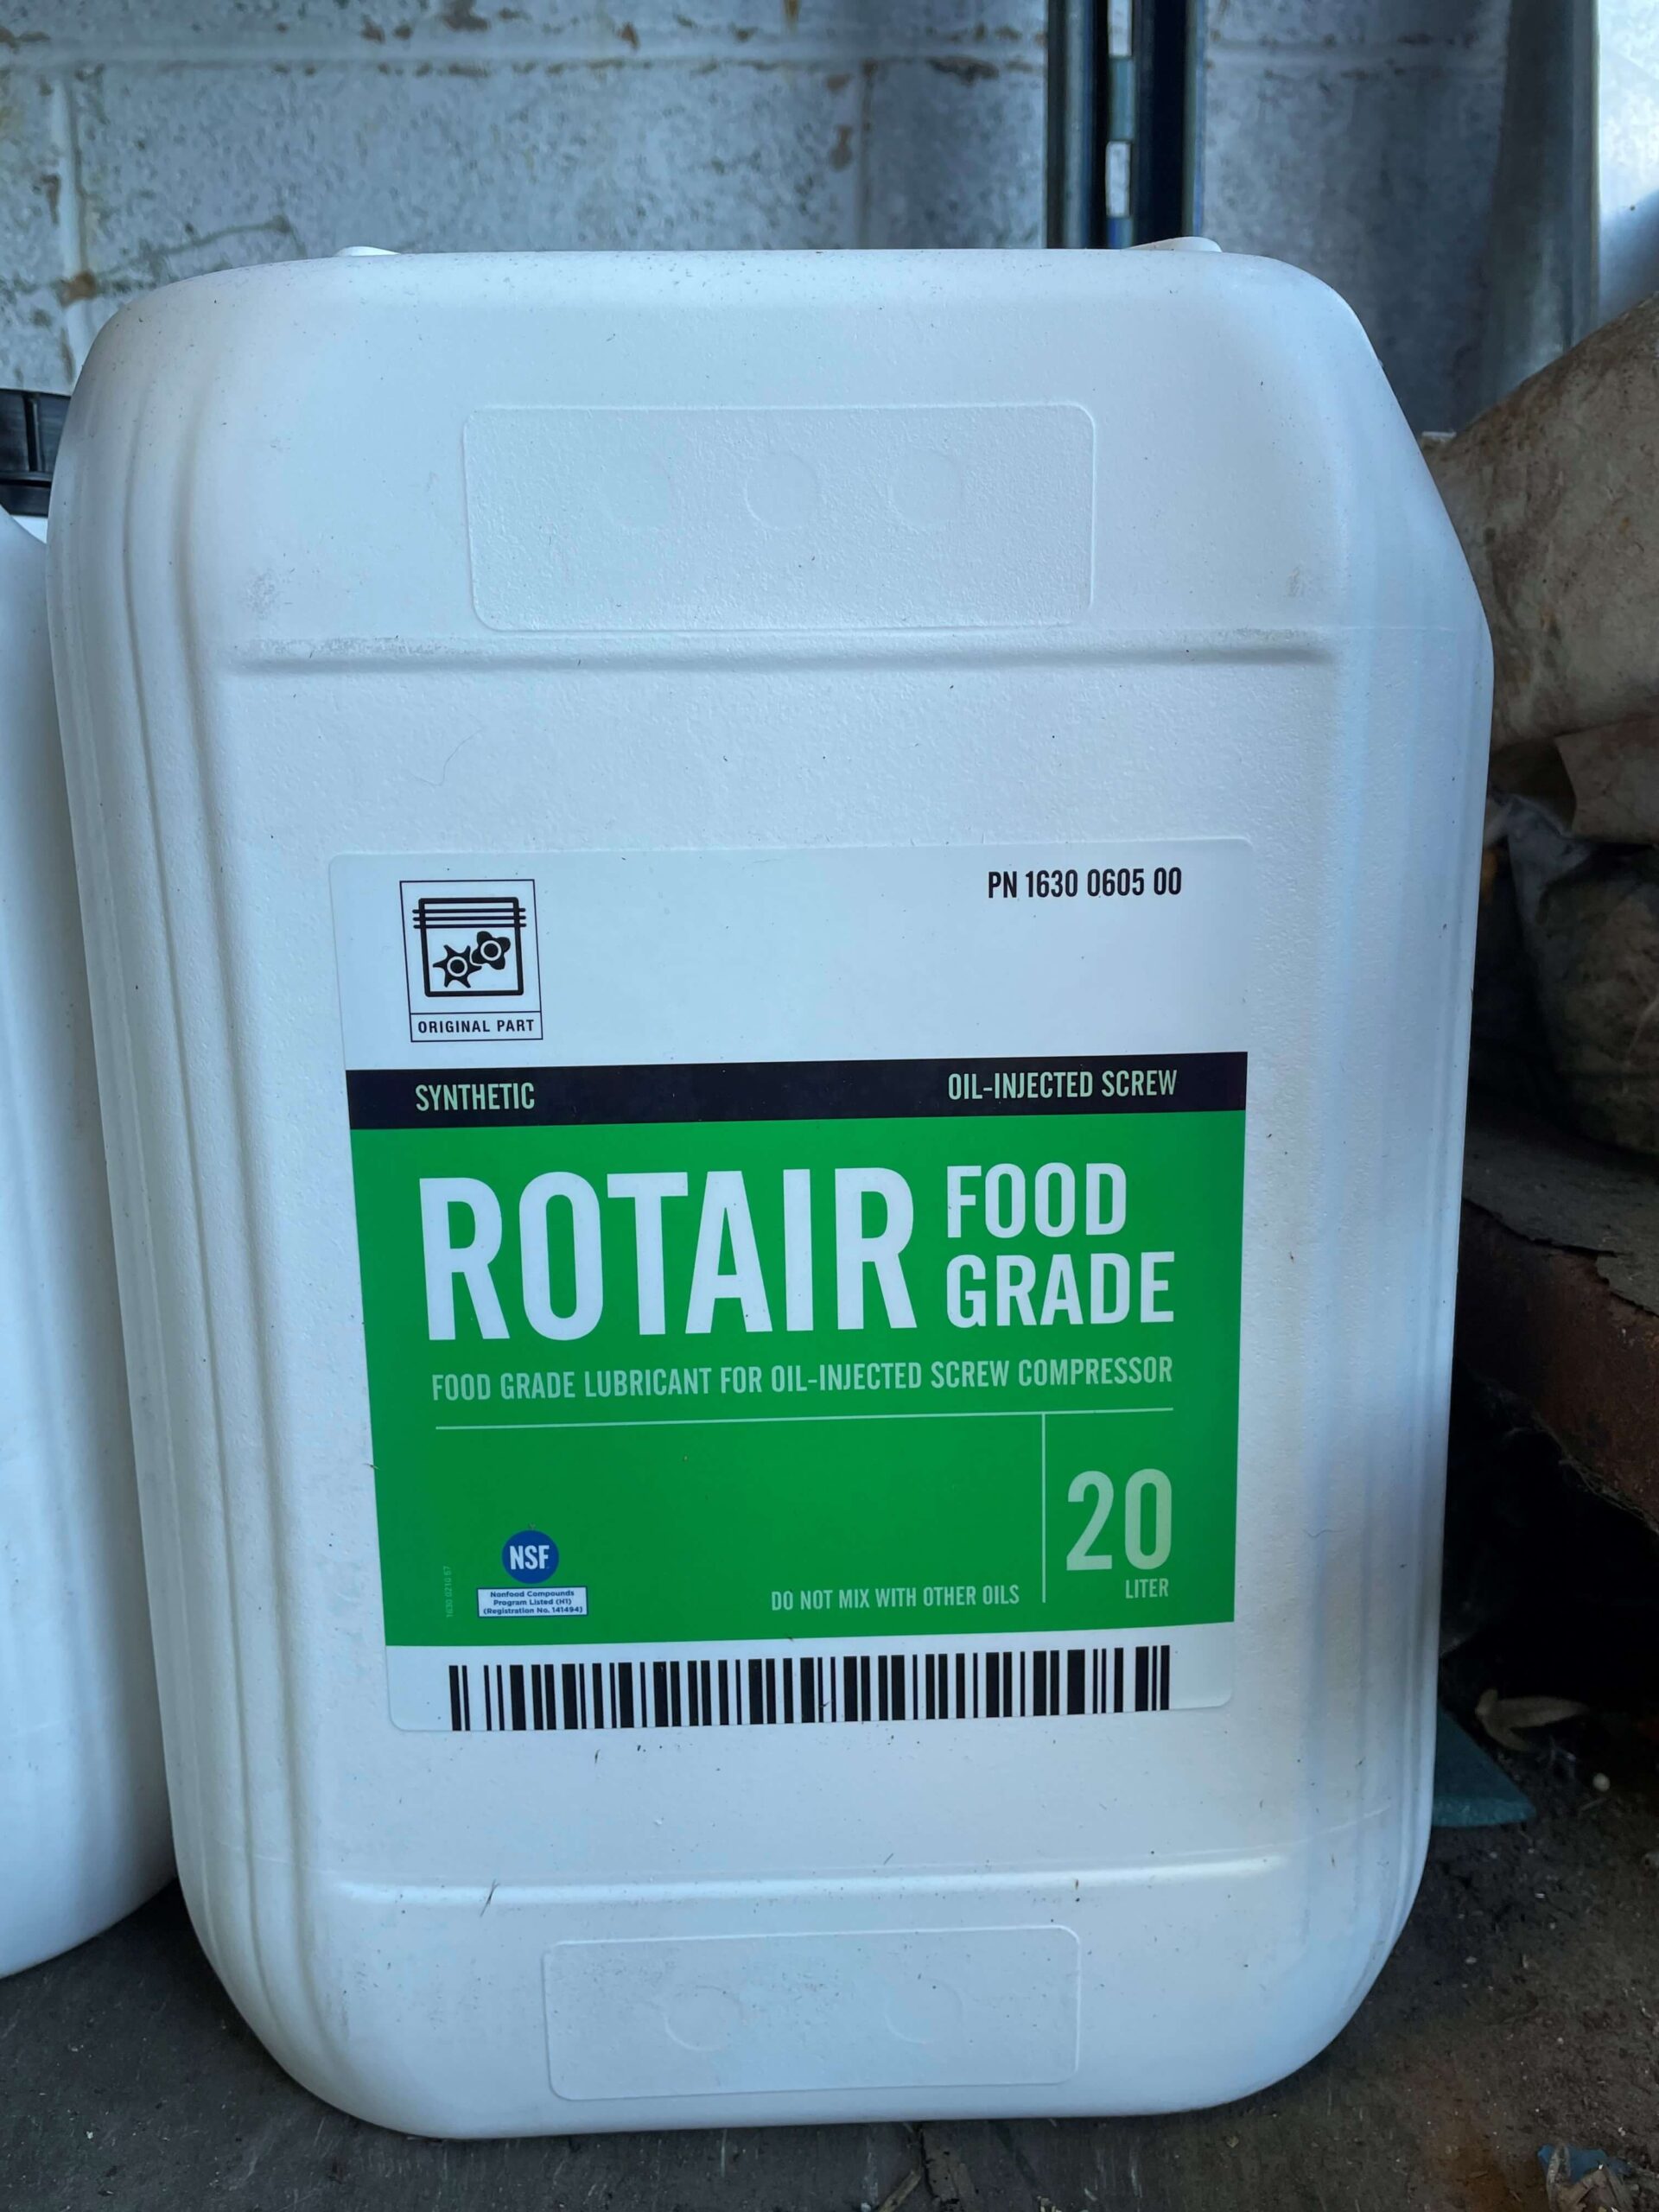 PN 1630 0605 00
ORIGINAL PART
SYNTHETIC
OIL-INJECTED SCREW
ROTAIR FOOD
GRADE
FOOD GRADE LUBRICANT FOR OIL-INJECTED SCREW COMPRESSOR
20
LITER
NSF
Nonfood Compounds
Program Listed (H1)
(Registration No. 141494)
DO NOT MIX WITH OTHER OILS